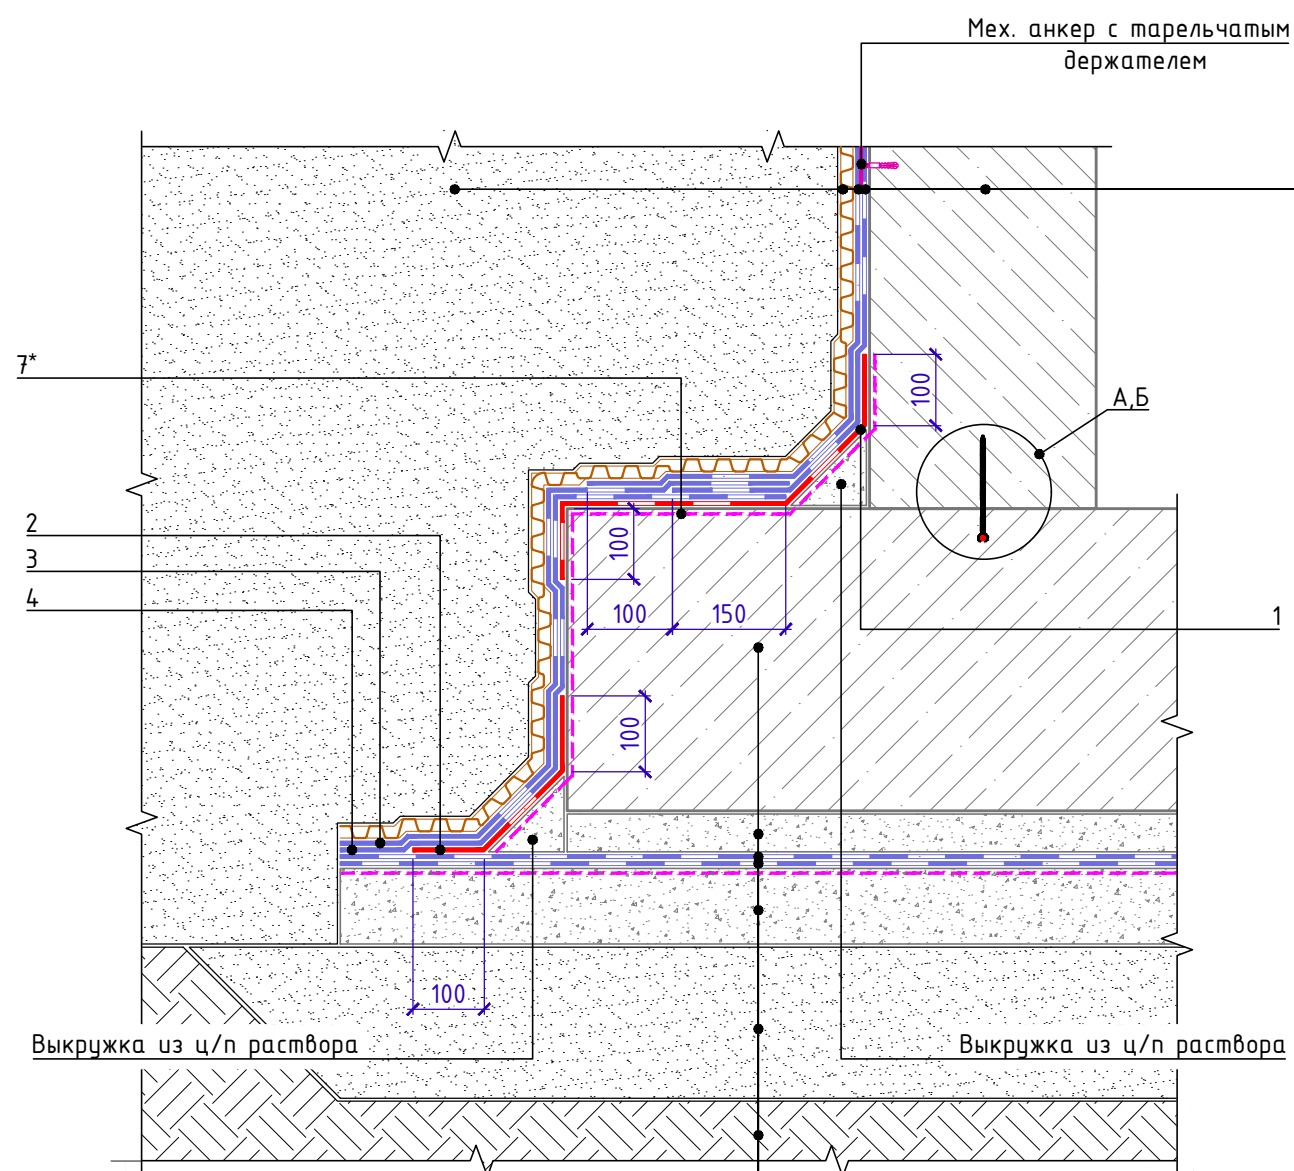 Мех. анкер с тарельчатым
держателем
7*
100
А,Б
2
3
4
100
100
150
1
100
100
Выкружка из ц/п раствора
Выкружка из ц/п раствора